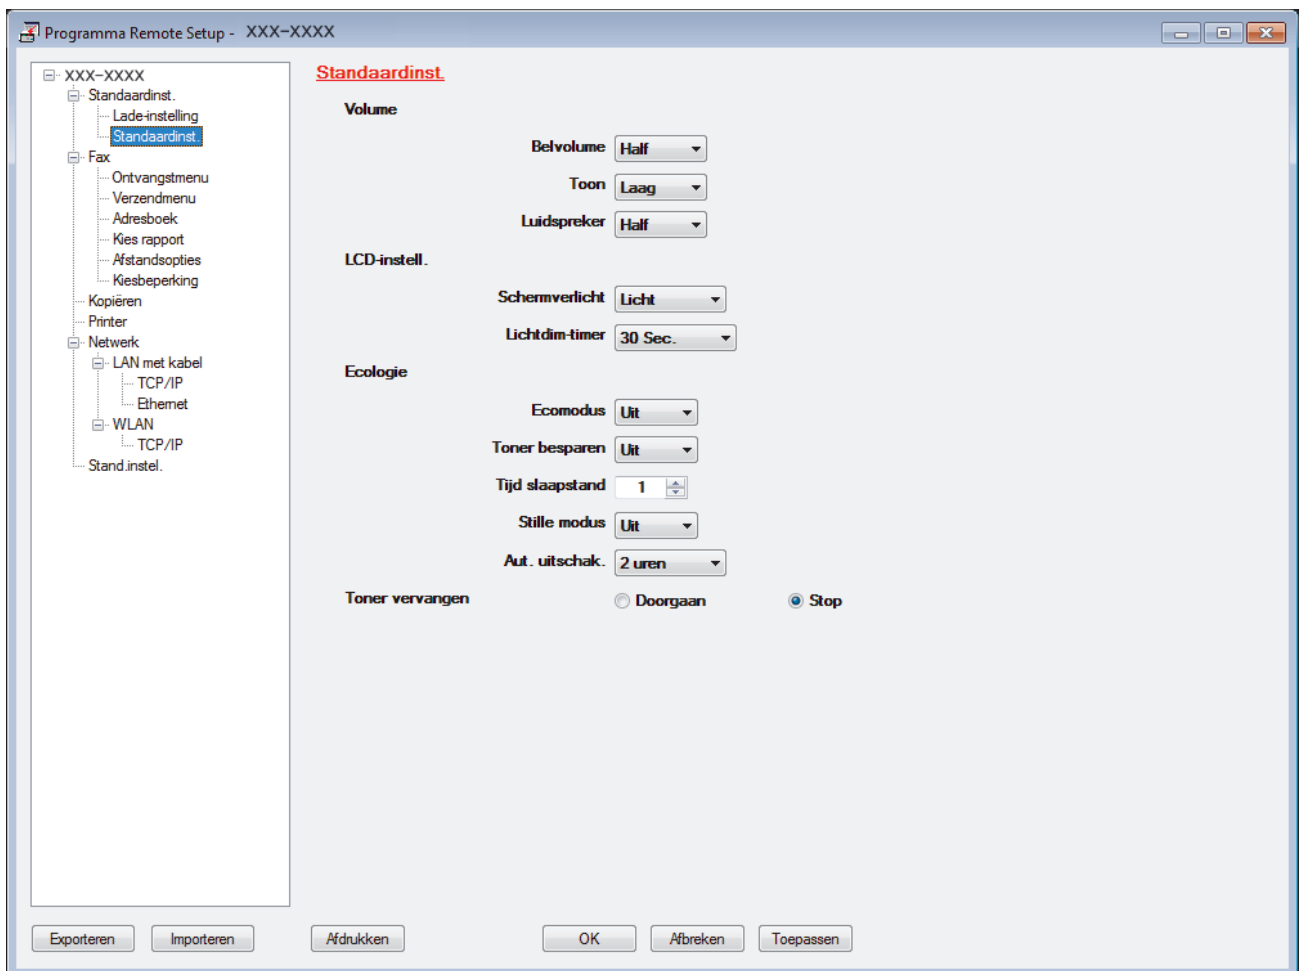 Programma Remote Setup - XXX-XXXX
XXX-XXXX
Standaardinst.
Lade-instelling
Standaardinst.
Fax
Ontvangstmenu
Verzendmenu
Adresboek
Kies rapport
Afstandsopties
Kiesbeperking
Kopiëren
Printer
Netwerk
LAN met kabel
TCP/IP
Ethernet
WLAN
TCP/IP
Stand.instel.
Standaardinst.
Volume
Belvolume Half
Toon Laag
Luidspreker Half
LCD-instell.
Schermverlicht Licht
Lichtdim-timer 30 Sec.
Ecologie
Ecomodus Uit
Toner besparen Uit
Tijd slaapstand 1
Stille modus Uit
Aut. uitschak. 2 uren
Toner vervangen Doorgaan Stop
Exporteren Importeren Afdrukken OK Afbreken Toepassen